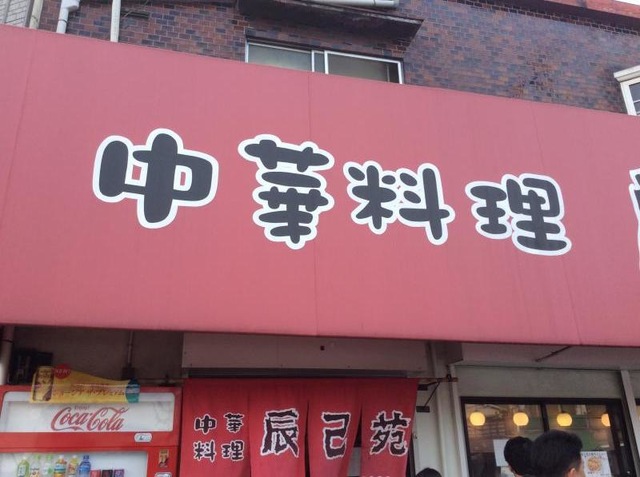 中華料理
中華
料理
辰己苑
Coca-Cola